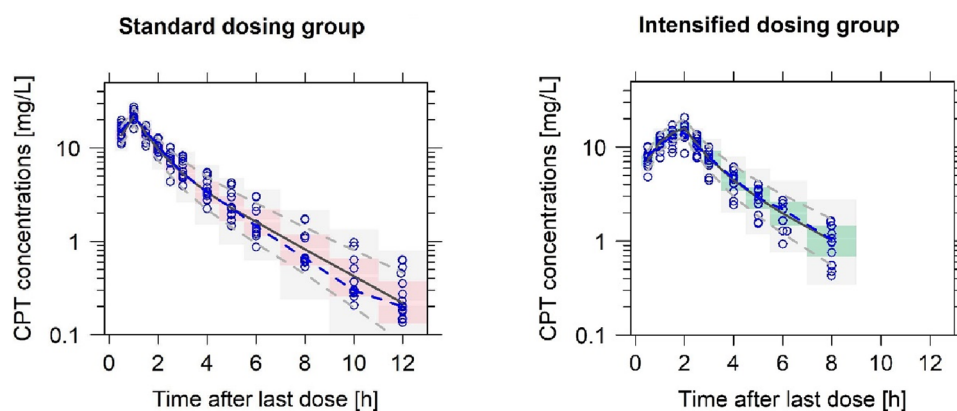 Standard dosing group
CPT concentrations [mg/L]
10
1
0.1
0 2 4 6 8 10 12
Time after last dose [h]
Intensified dosing group
CPT concentrations [mg/L]
10
1
0.1
0 2 4 6 8 10 12
Time after last dose [h]